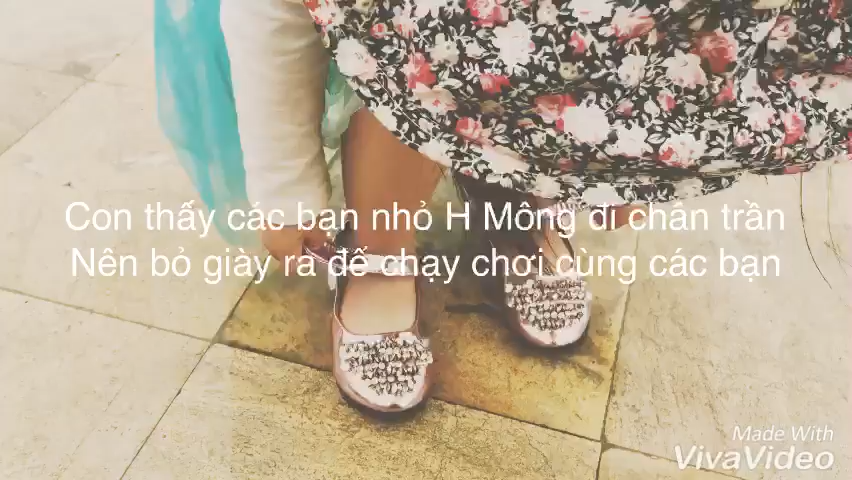 Con thấy các bạn nhỏ H Mông đi chân trần
Nên bỏ giày ra để chạy chơi cùng các bạn
Made With
VivaVideo